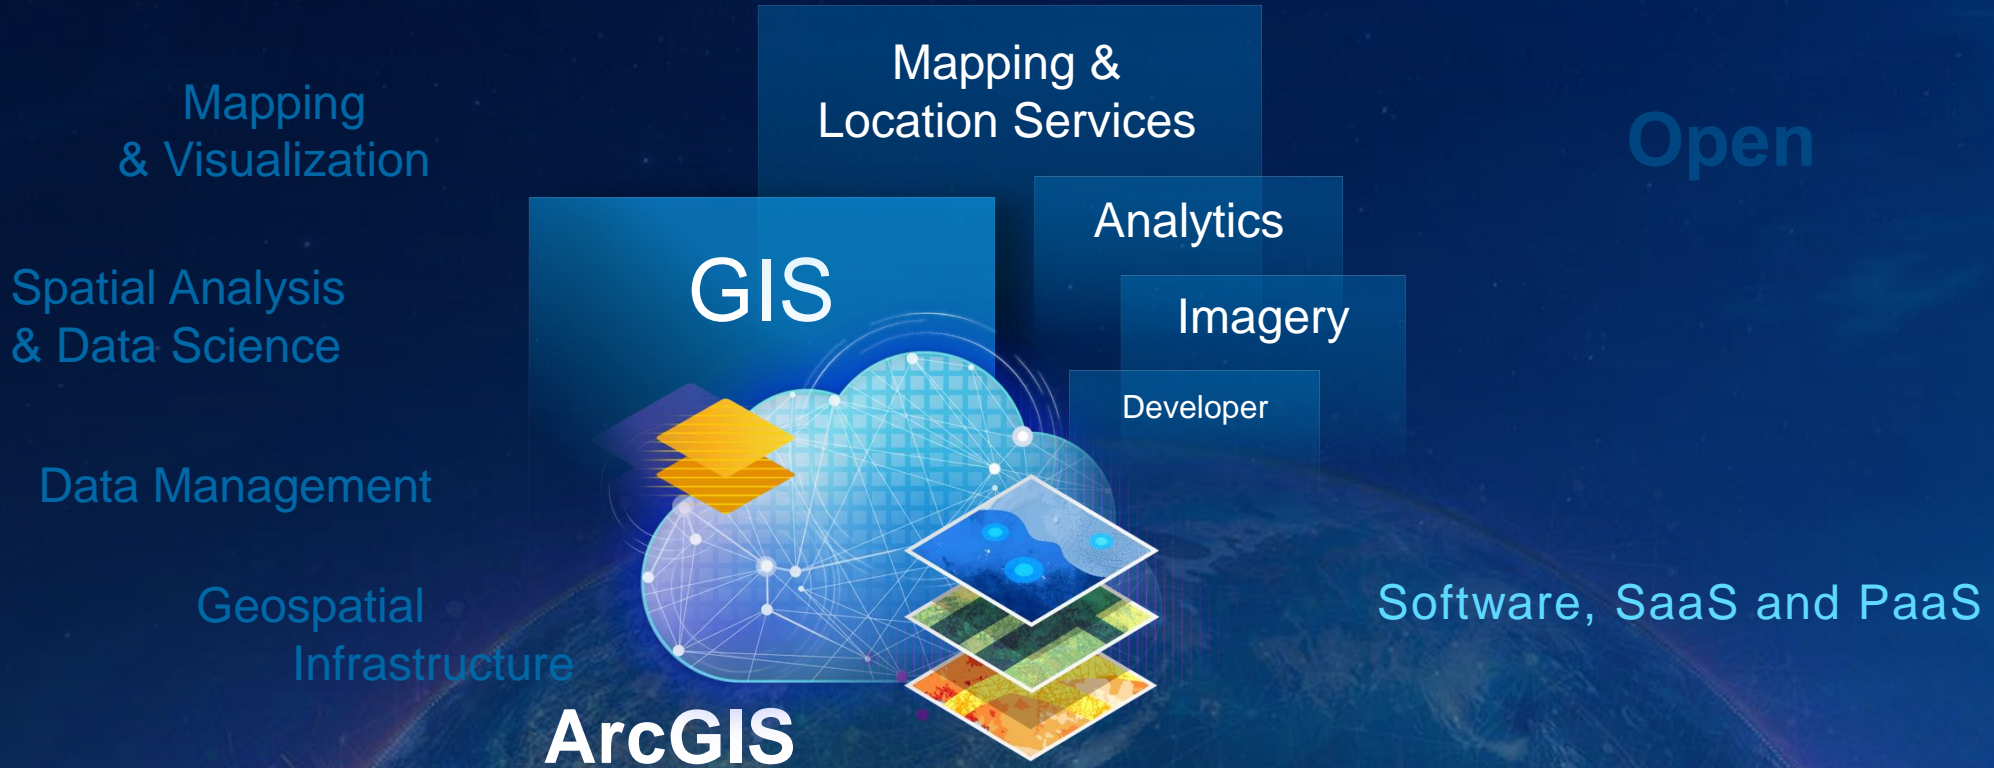 Mapping
& Visualization
Spatial Analysis
& Data Science
Data Management
Geospatial
Infrastructure
Mapping &
Location Services
GIS
Analytics
Imagery
Developer
ArcGIS
Open
Software, SaaS and PaaS